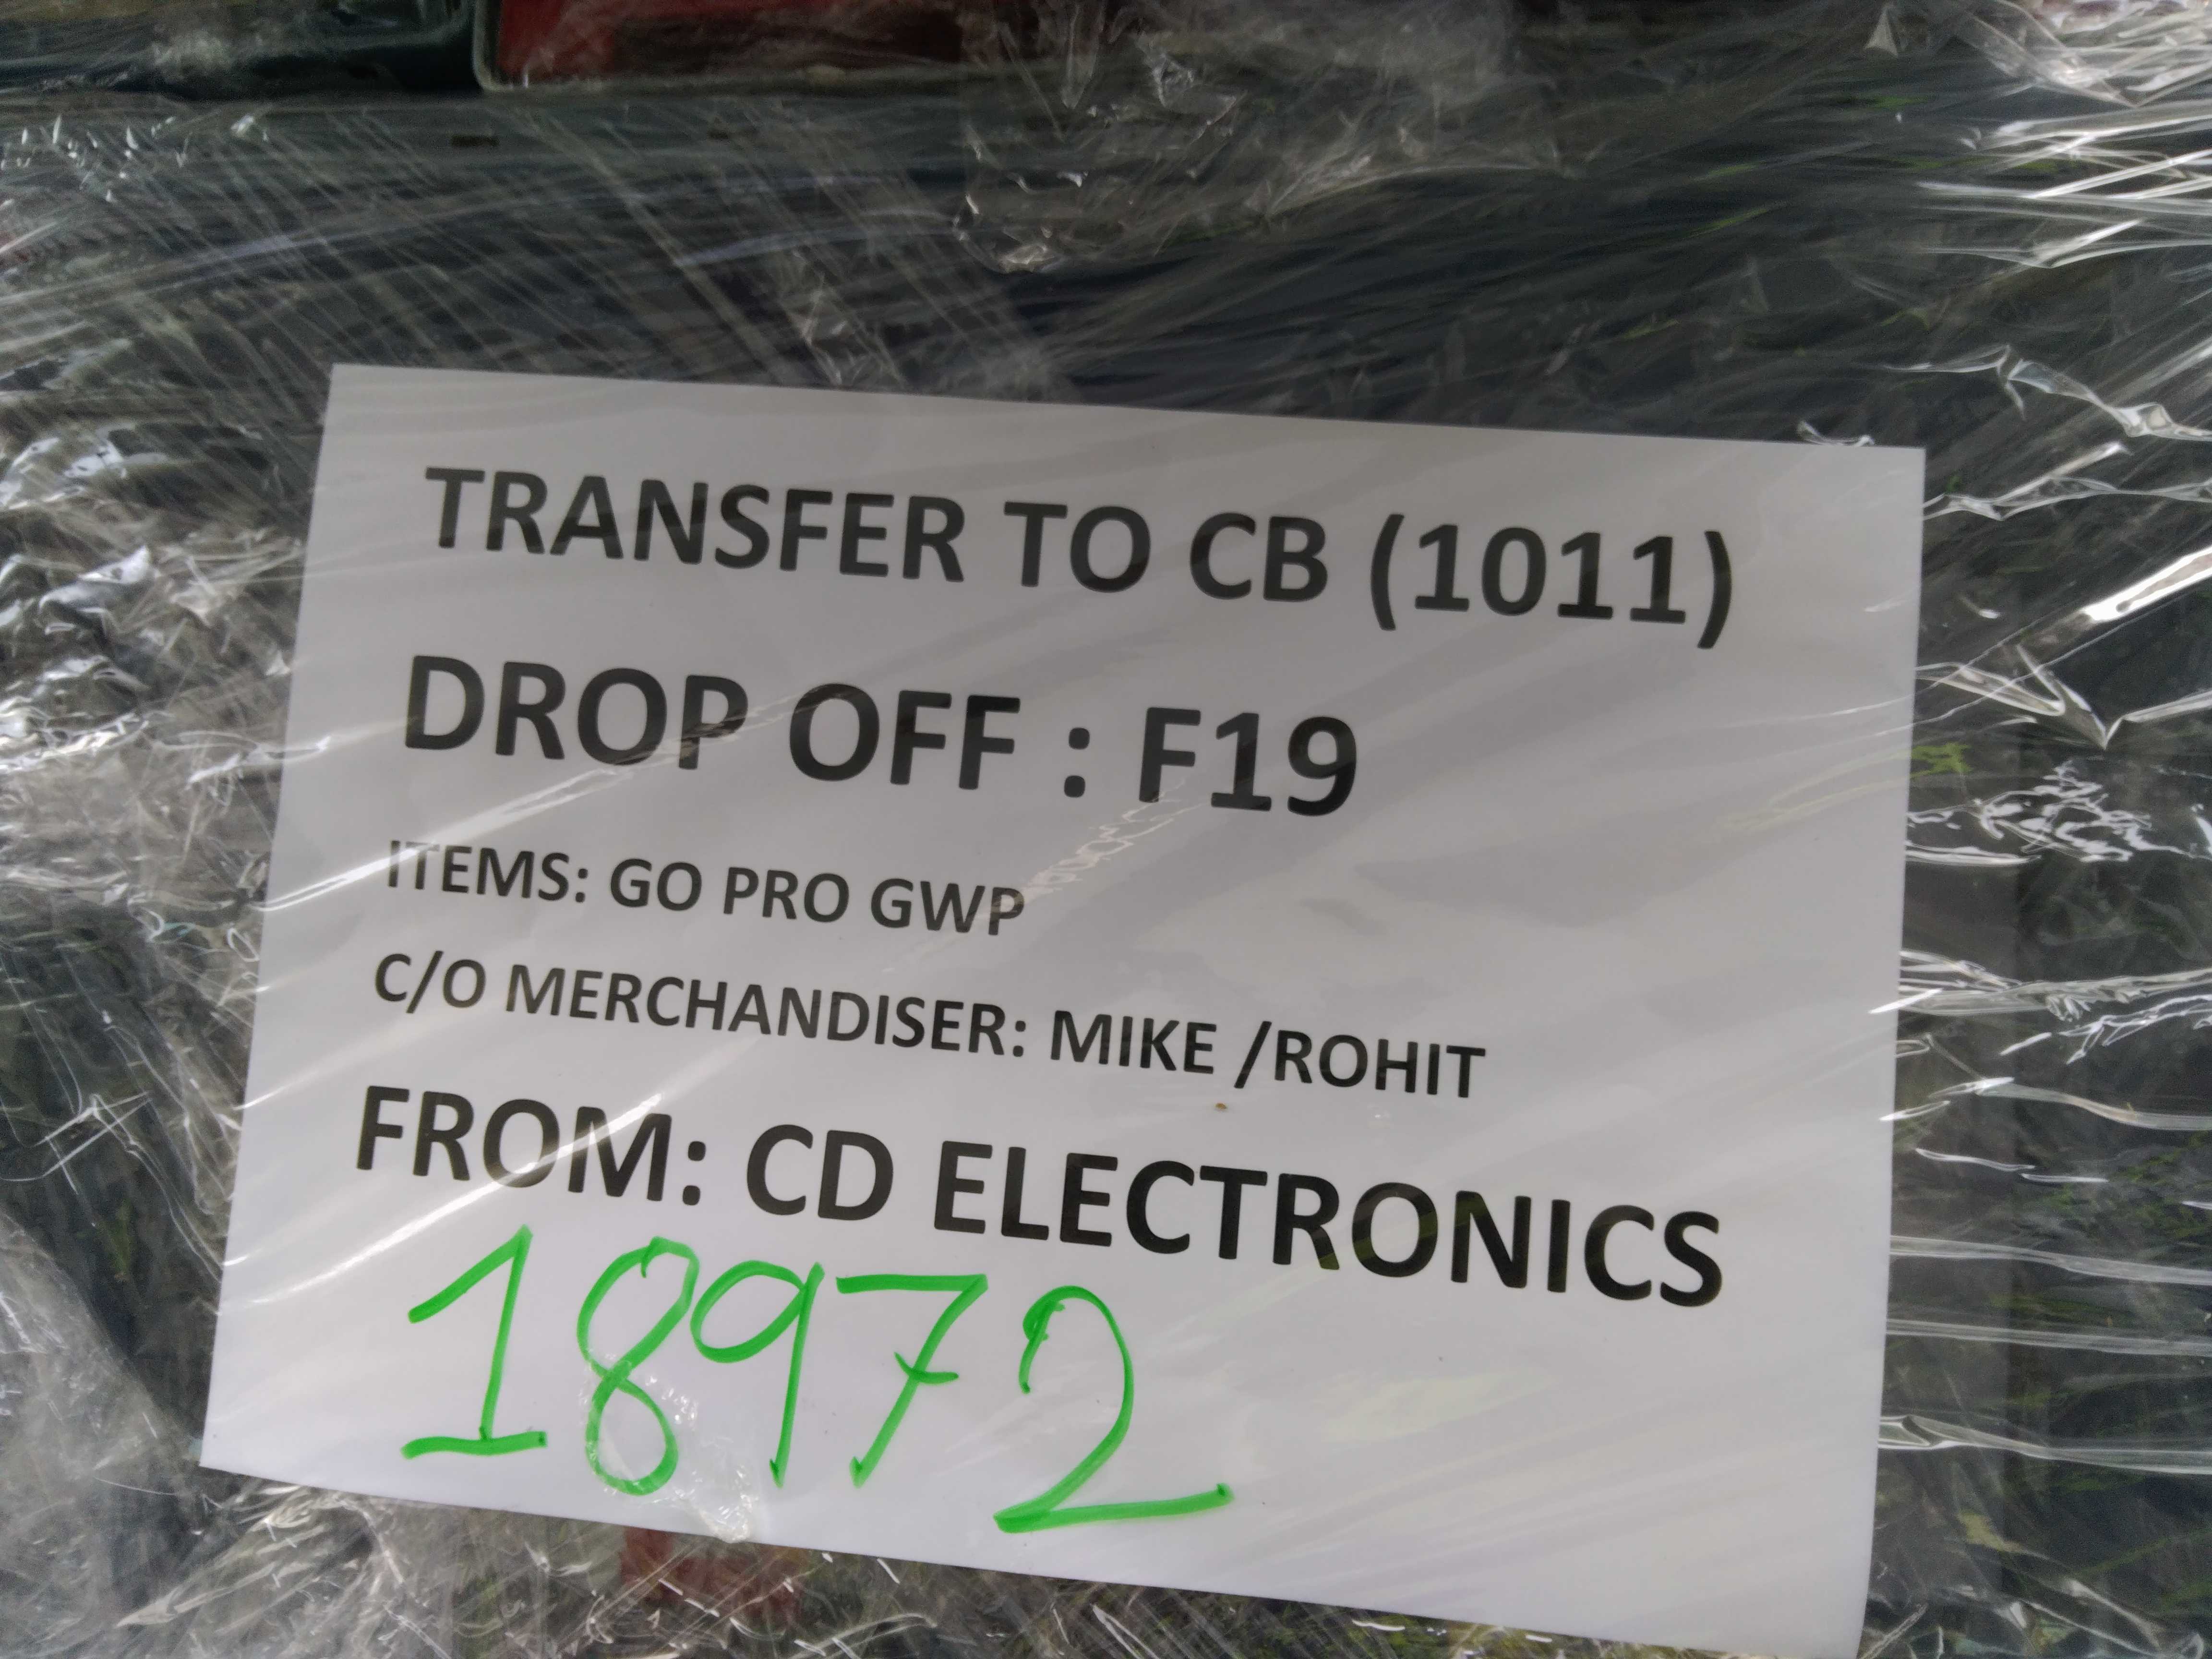 TRANSFER TO CB (1011)
DROP OFF : F19
ITEMS: GO PRO GWP
C/O MERCHANDISER: MIKE /ROHIT
FROM: CD ELECTRONICS
18972